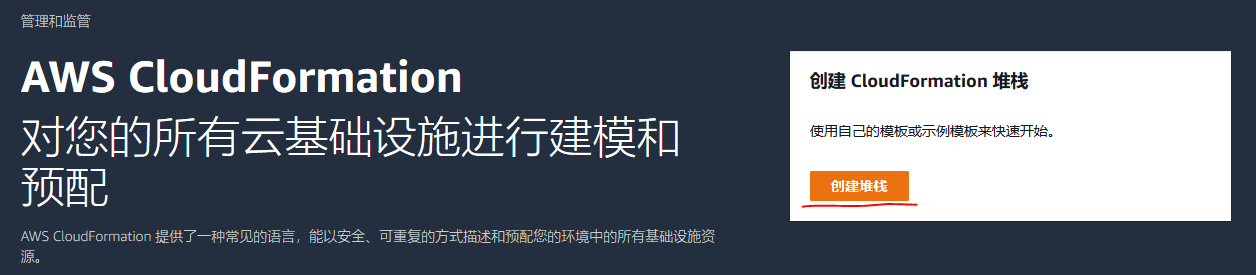 管理和监管
AWS CloudFormation
对您的所有云基础设施进行建模和
预配
AWS CloudFormation 提供了一种常见的语言，能以安全、可重复的方式描述和预配您的环境中的所有基础设施资
源。
创建 CloudFormation 堆栈
使用自己的模板或示例模板来快速开始。
创建堆栈